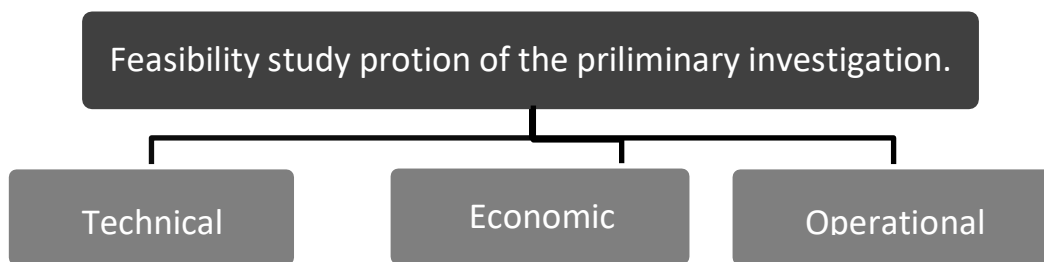 Feasibility study protion of the priliminary investigation.
Technical
Economic
Operational